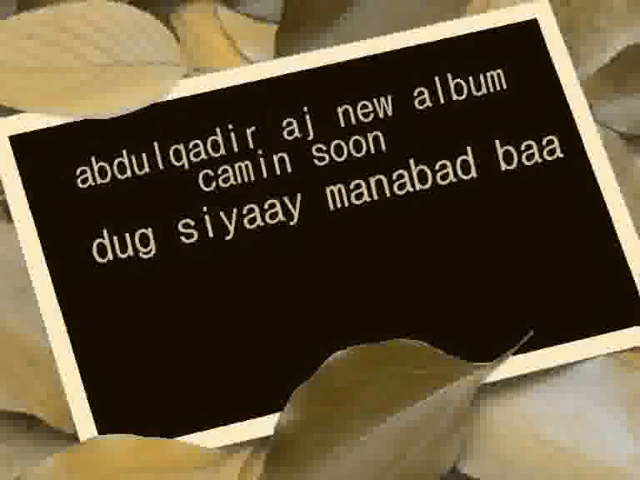 abdulqadir aj new album
camin soon
dug siyaay manabad baa